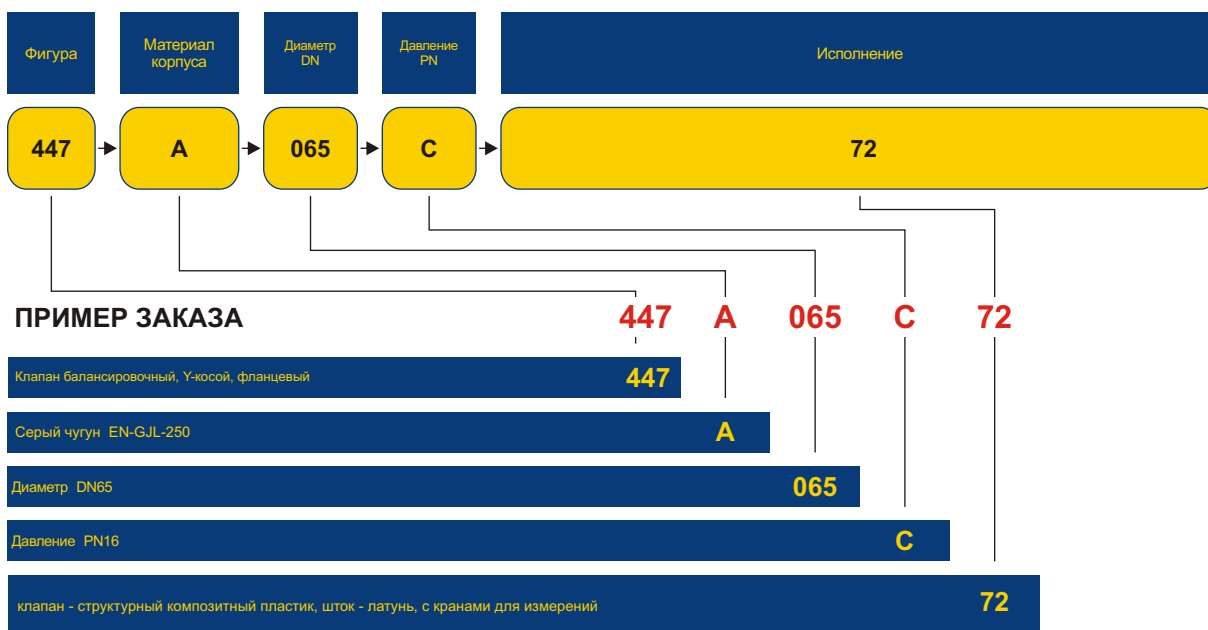 Фигура
Материал
корпуса
Диаметр
DN
Давление
PN
Исполнение
447
A
065
C
72
ПРИМЕР ЗАКАЗА
447 A 065 C 72
Клапан балансировочный, Y-косой, фланцевый 447
Серый чугун EN-GJL-250 A
Диаметр DN65 065
Давление PN16 C
клапан - структурный композитный пластик, шток - латунь, с кранами для измерений 72